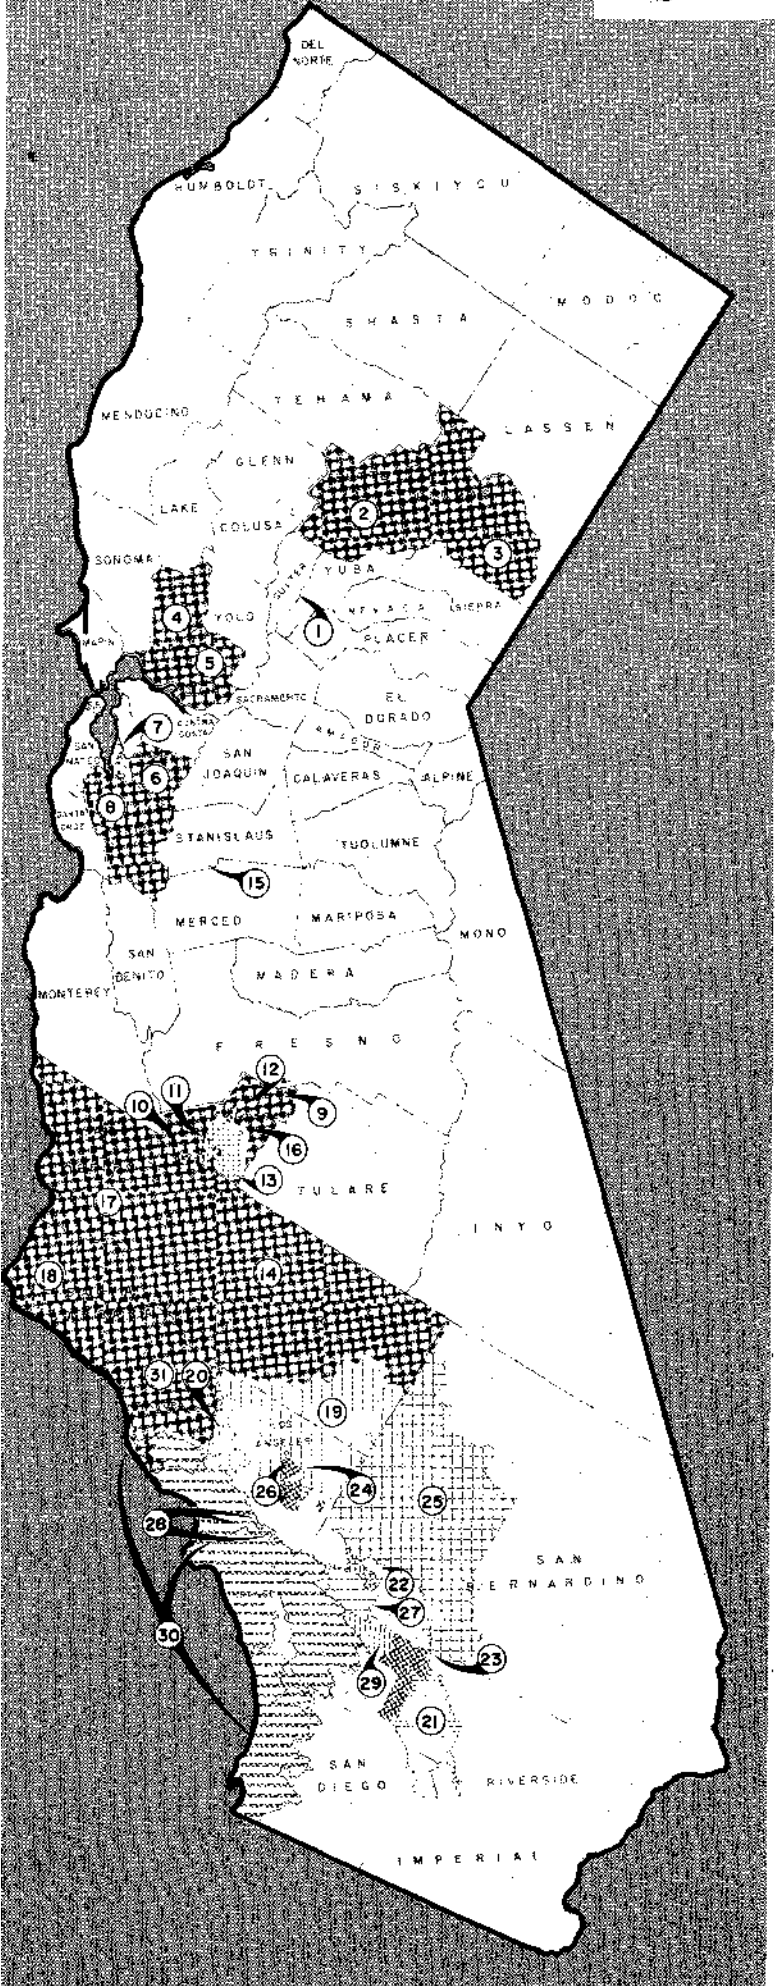 DEL
NORTE
HUMBOLDT
SISKIYOU
TRINITY
MODOC
SHASTA
TEHAMA
MENDOCINO
LASSEN
GLENN
LAKE
COLUSA
2
3
SONOMA
YUBA
SUTTER
4
YOLO
NEVADA
SIERRA
1
PLACER
MARIN
5
SACRAMENTO
EL
DORADO
S.F.
7
CONTRA
COSTA
AMADOR
SAN
MATEO
SAN
JOAQUIN
6
CALAVERAS
ALPINE
8
SANTA
CRUZ
STANISLAUS
TUOLUMNE
15
MERCED
MARIPOSA
MONO
SAN
BENITO
MADERA
MONTEREY
FRESNO
12
11
10
9
16
13
TULARE
17
INYO
14
18
31
20
19
LOS
ANGELES
26
24
25
28
SAN
BERNARDINO
22
27
30
23
29
21
SAN
DIEGO
RIVERSIDE
IMPERIAL